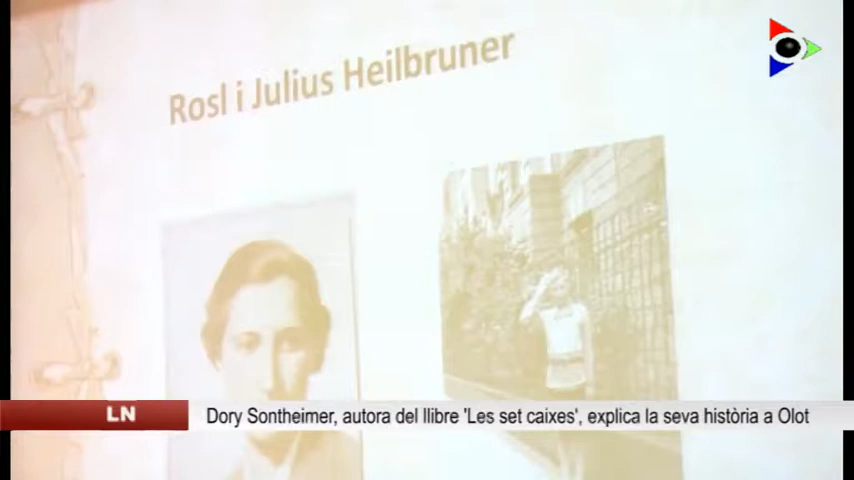 Rosl i Julius Heilbruner
LN
Dory Sontheimer, autora del llibre 'Les set caixes', explica la seva història a Olot